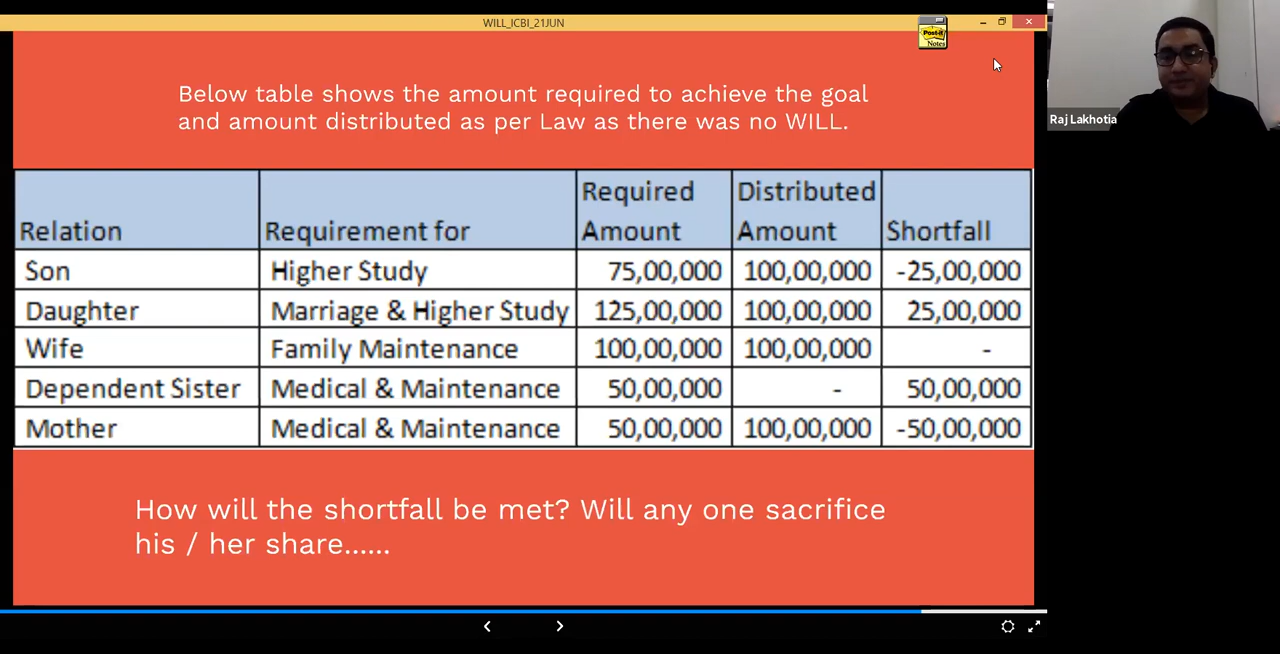 WILL_ICBI_21JUN
Post-it
Notes
Raj Lakhotia
Below table shows the amount required to achieve the goal
and amount distributed as per Law as there was no WILL.
Relation Requirement for Required Amount Distributed Amount Shortfall
Son Higher Study 75,00,000 100,00,000 -25,00,000
Daughter Marriage & Higher Study 125,00,000 100,00,000 25,00,000
Wife Family Maintenance 100,00,000 100,00,000 -
Dependent Sister Medical & Maintenance 50,00,000 - 50,00,000
Mother Medical & Maintenance 50,00,000 100,00,000 -50,00,000
How will the shortfall be met? Will any one sacrifice
his / her share......